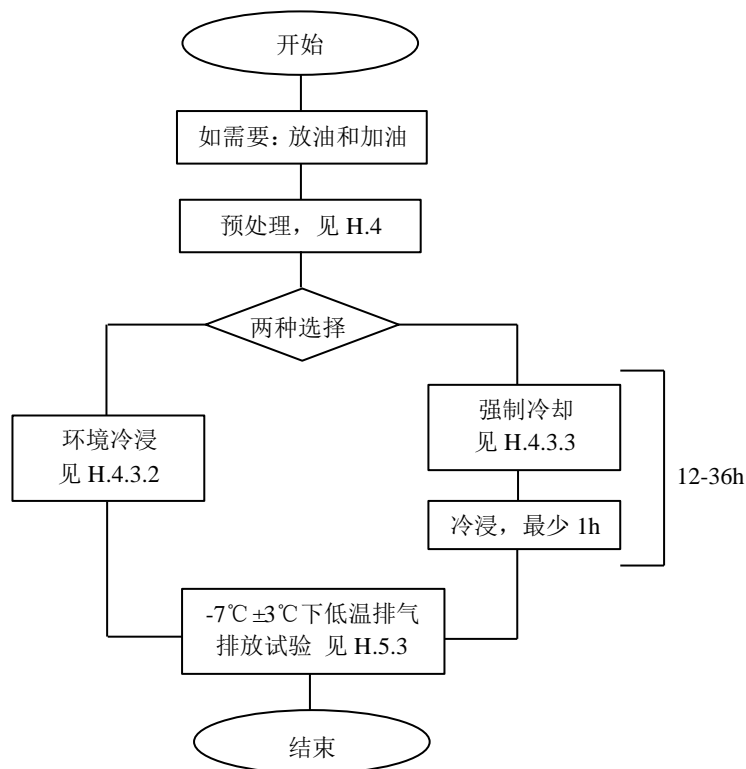 开始
如需要：放油和加油
预处理，见 H.4
两种选择
环境冷浸
见 H.4.3.2
强制冷却
见 H.4.3.3
12-36h
冷浸，最少 1h
-7℃ ±3℃下低温排气
排放试验 见 H.5.3
结束